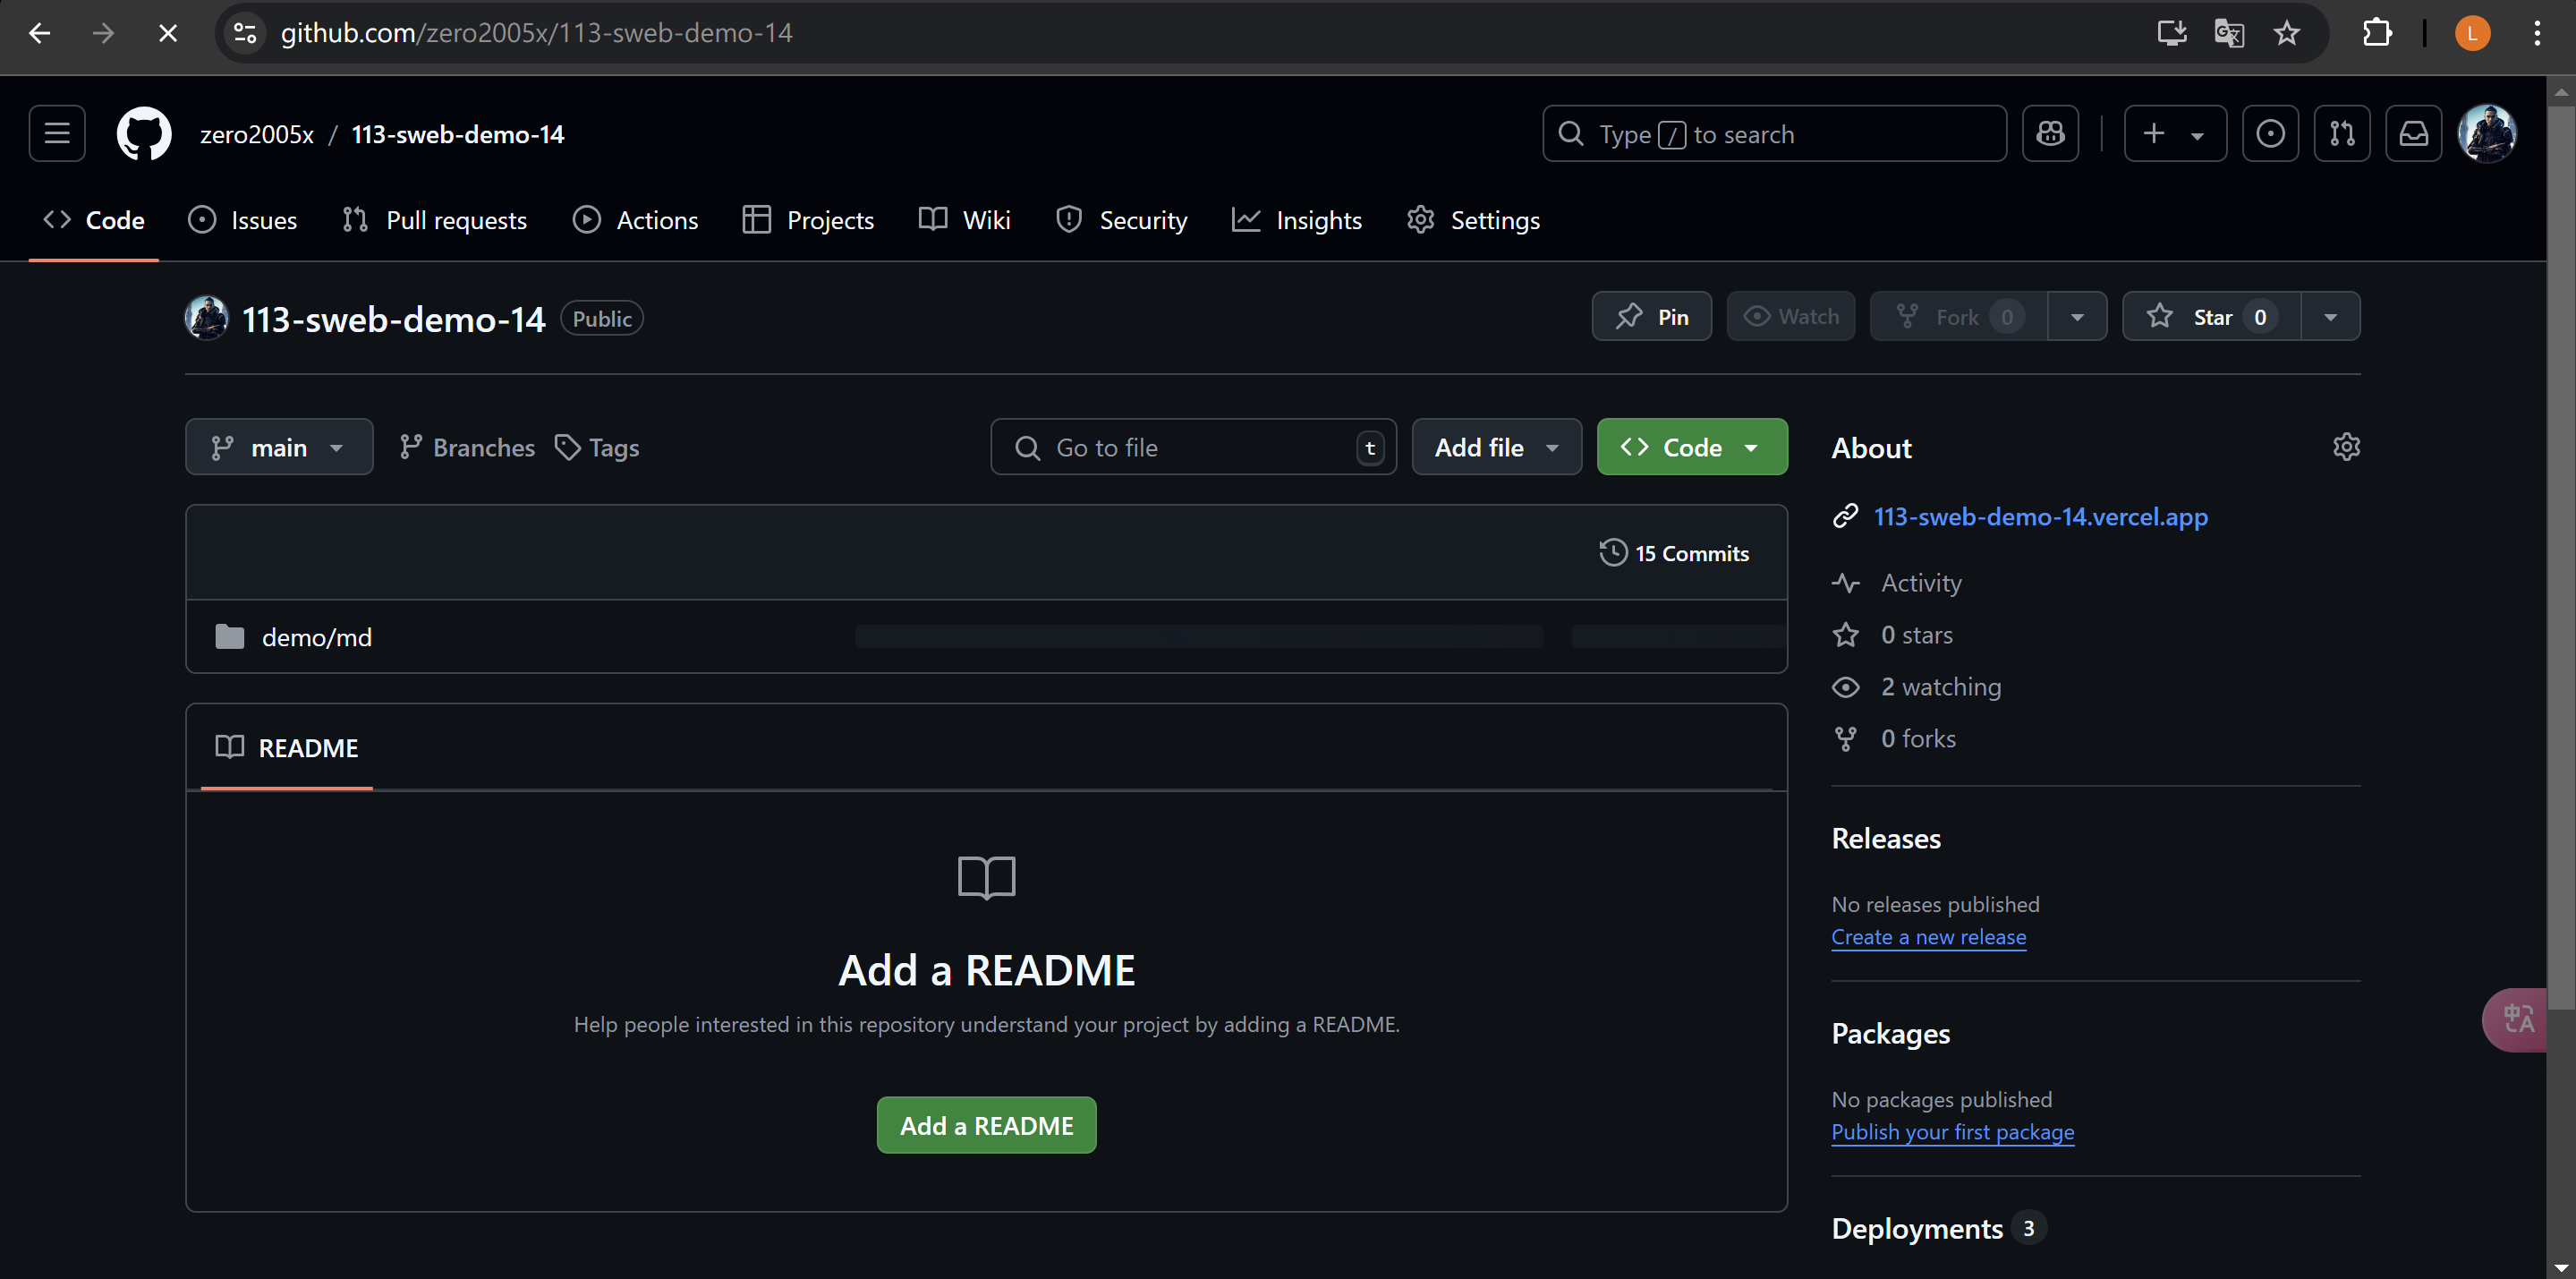 github.com/zero2005x/113-sweb-demo-14
L
zero2005x / 113-sweb-demo-14
Type / to search
Code
Issues
Pull requests
Actions
Projects
Wiki
Security
Insights
Settings
113-sweb-demo-14 Public
Pin
Watch
Fork 0
Star 0
main
Branches
Tags
Go to file t
Add file
Code
15 Commits
demo/md
README
Add a README
Help people interested in this repository understand your project by adding a README.
Add a README
About
113-sweb-demo-14.vercel.app
Activity
0 stars
2 watching
0 forks
Releases
No releases published
Create a new release
Packages
No packages published
Publish your first package
Deployments 3
中A